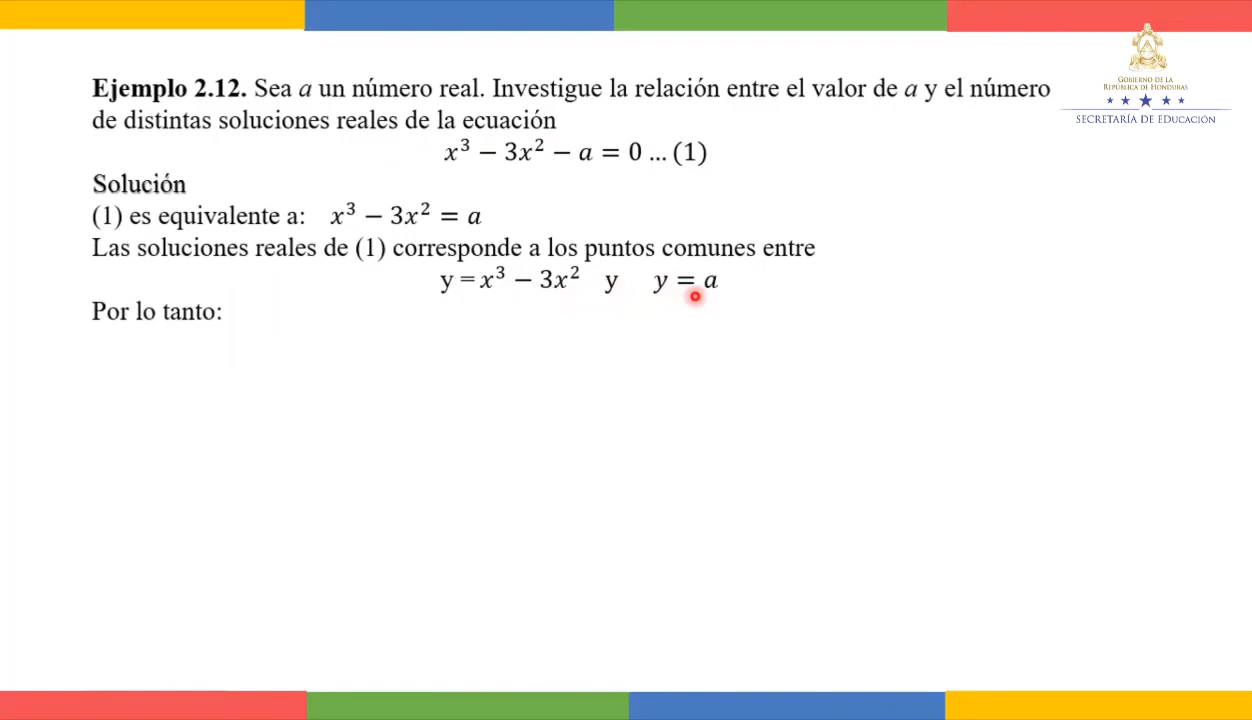 GOBIERNO DE LA
REPÚBLICA DE HONDURAS
SECRETARÍA DE EDUCACIÓN
Ejemplo 2.12. Sea a un número real. Investigue la relación entre el valor de a y el número
de distintas soluciones reales de la ecuación
x³ − 3x² − a = 0 ... (1)
Solución
(1) es equivalente a: x³ − 3x² = a
Las soluciones reales de (1) corresponde a los puntos comunes entre
y = x³ − 3x² y y = a
Por lo tanto: